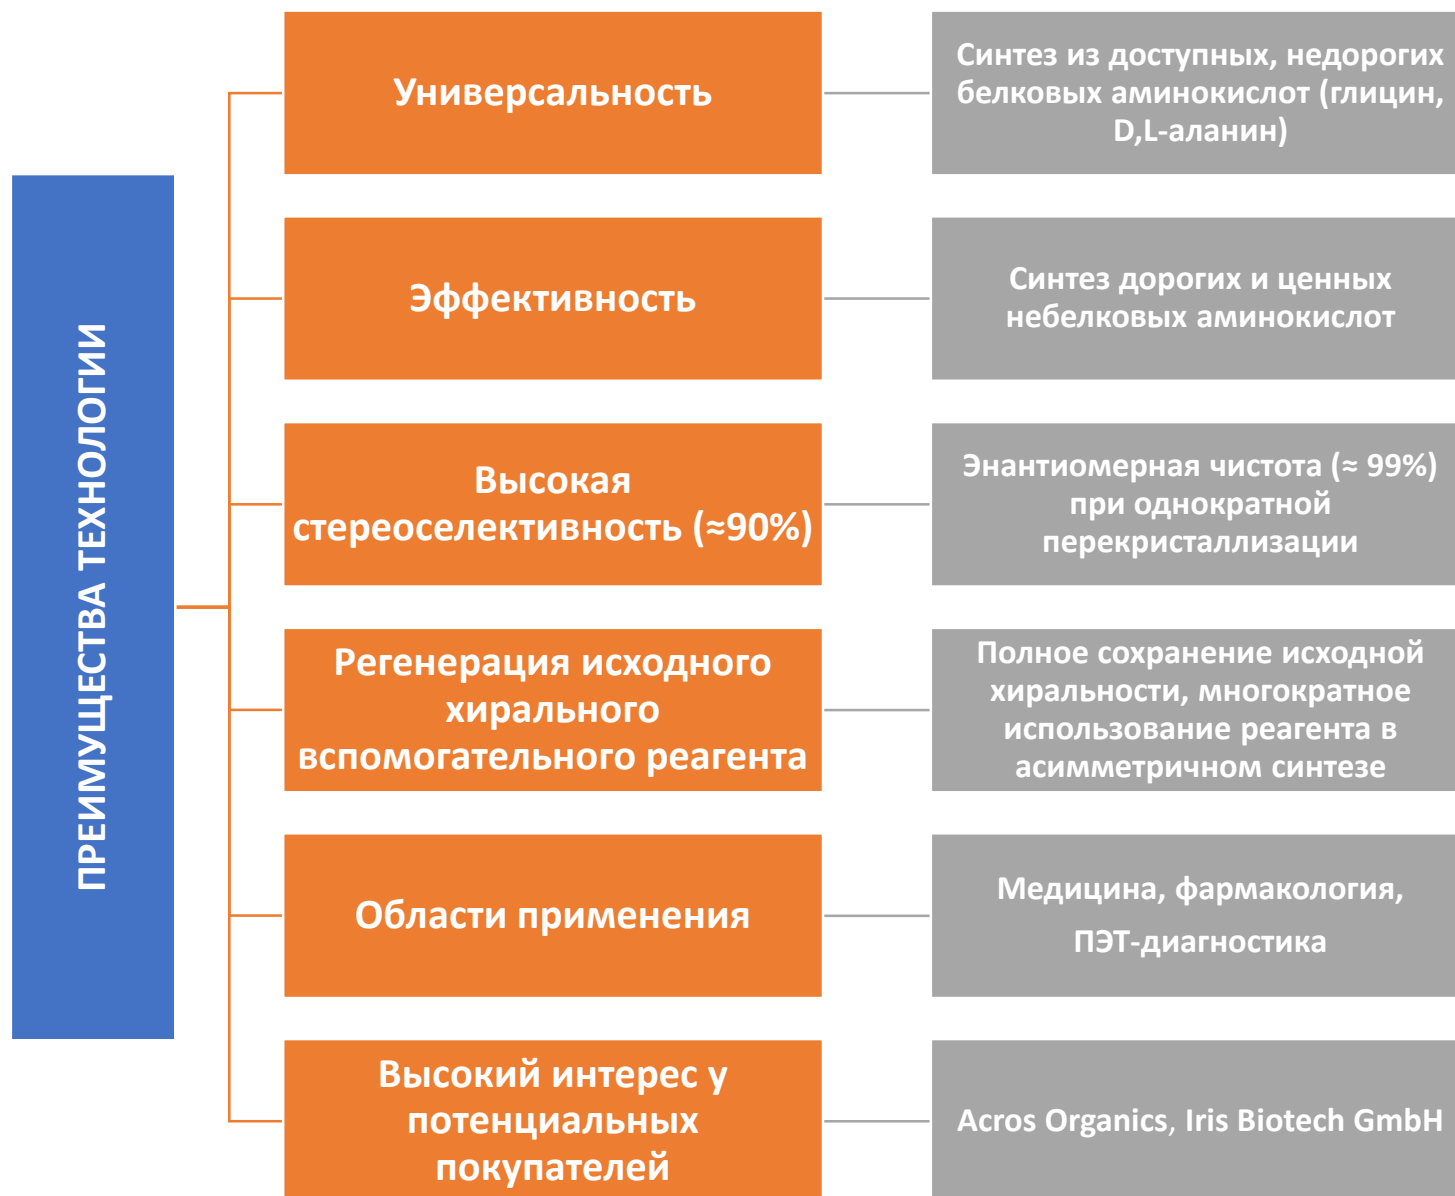 ПРЕИМУЩЕСТВА ТЕХНОЛОГИИ
Универсальность
Синтез из доступных, недорогих
белковых аминокислот (глицин,
D,L-аланин)
Эффективность
Синтез дорогих и ценных
небелковых аминокислот
Высокая
стереоселективность (≈90%)
Энантиомерная чистота (≈ 99%)
при однократной
перекристаллизации
Регенерация исходного
хирального
вспомогательного реагента
Полное сохранение исходной
хиральности, многократное
использование реагента в
асимметричном синтезе
Области применения
Медицина, фармакология,
ПЭТ-диагностика
Высокий интерес у
потенциальных
покупателей
Acros Organics, Iris Biotech GmbH